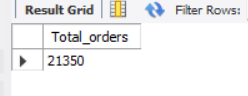 Result Grid Filter Rows:
Total_orders
21350